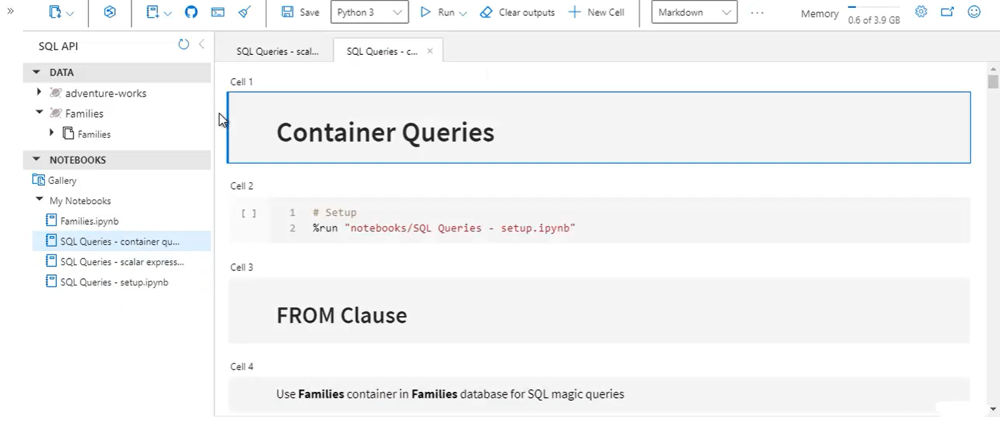 »
Save
Python 3
Run
Clear outputs
New Cell
Markdown
...
Memory
0.6 of 3.9 GB
SQL API
DATA
adventure-works
Families
Families
NOTEBOOKS
Gallery
My Notebooks
Families.ipynb
SQL Queries - container qu...
SQL Queries - scalar express...
SQL Queries - setup.ipynb
SQL Queries - scal...
SQL Queries - c...
Cell 1
Container Queries
Cell 2
[ ]
1 # Setup
2 %run "notebooks/SQL Queries - setup.ipynb"
Cell 3
FROM Clause
Cell 4
Use Families container in Families database for SQL magic queries